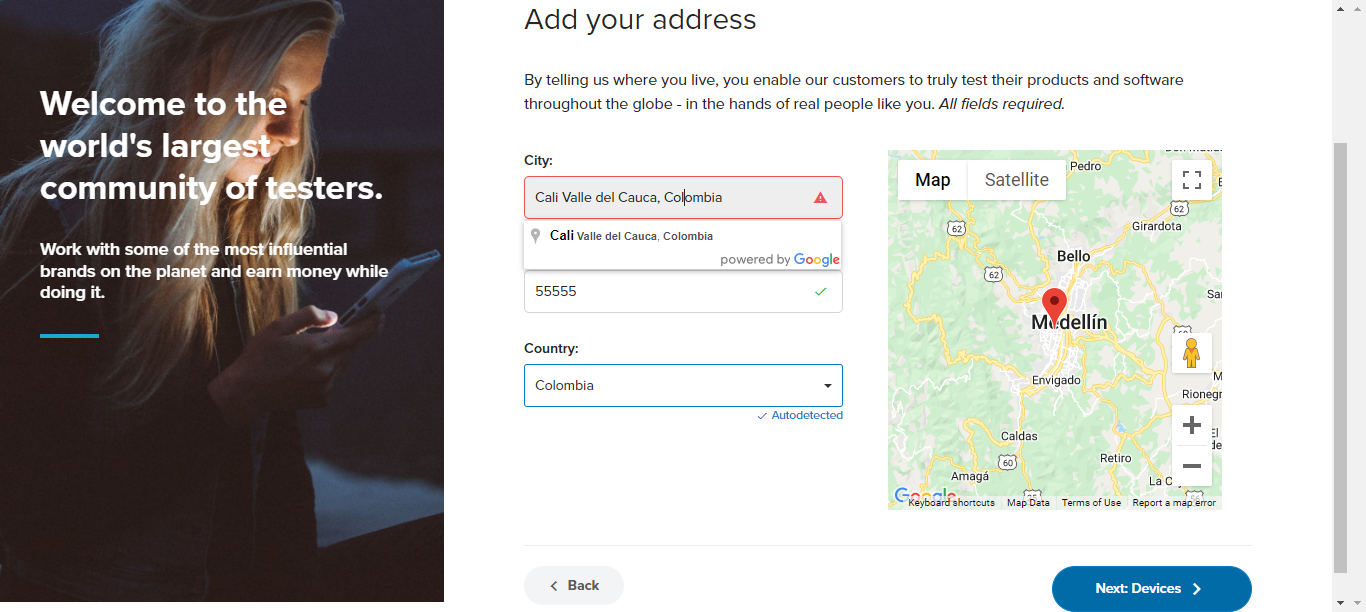 Welcome to the
world's largest
community of testers.
Work with some of the most influential
brands on the planet and earn money while
doing it.
Add your address
By telling us where you live, you enable our customers to truly test their products and software
throughout the globe - in the hands of real people like you. All fields required.
City:
Cali Valle del Cauca, Colombia
Cali Valle del Cauca, Colombia
powered by Google
55555
Country:
Colombia
Autodetected
Map
Satellite
Pedro
62
62
Girardota
Bello
62
Medellín
Envigado
Rionegr
Caldas
60
Retiro
Amagá
La C
Google
Keyboard shortcuts
Map Data
Terms of Use
Report a map error
Back
Next: Devices